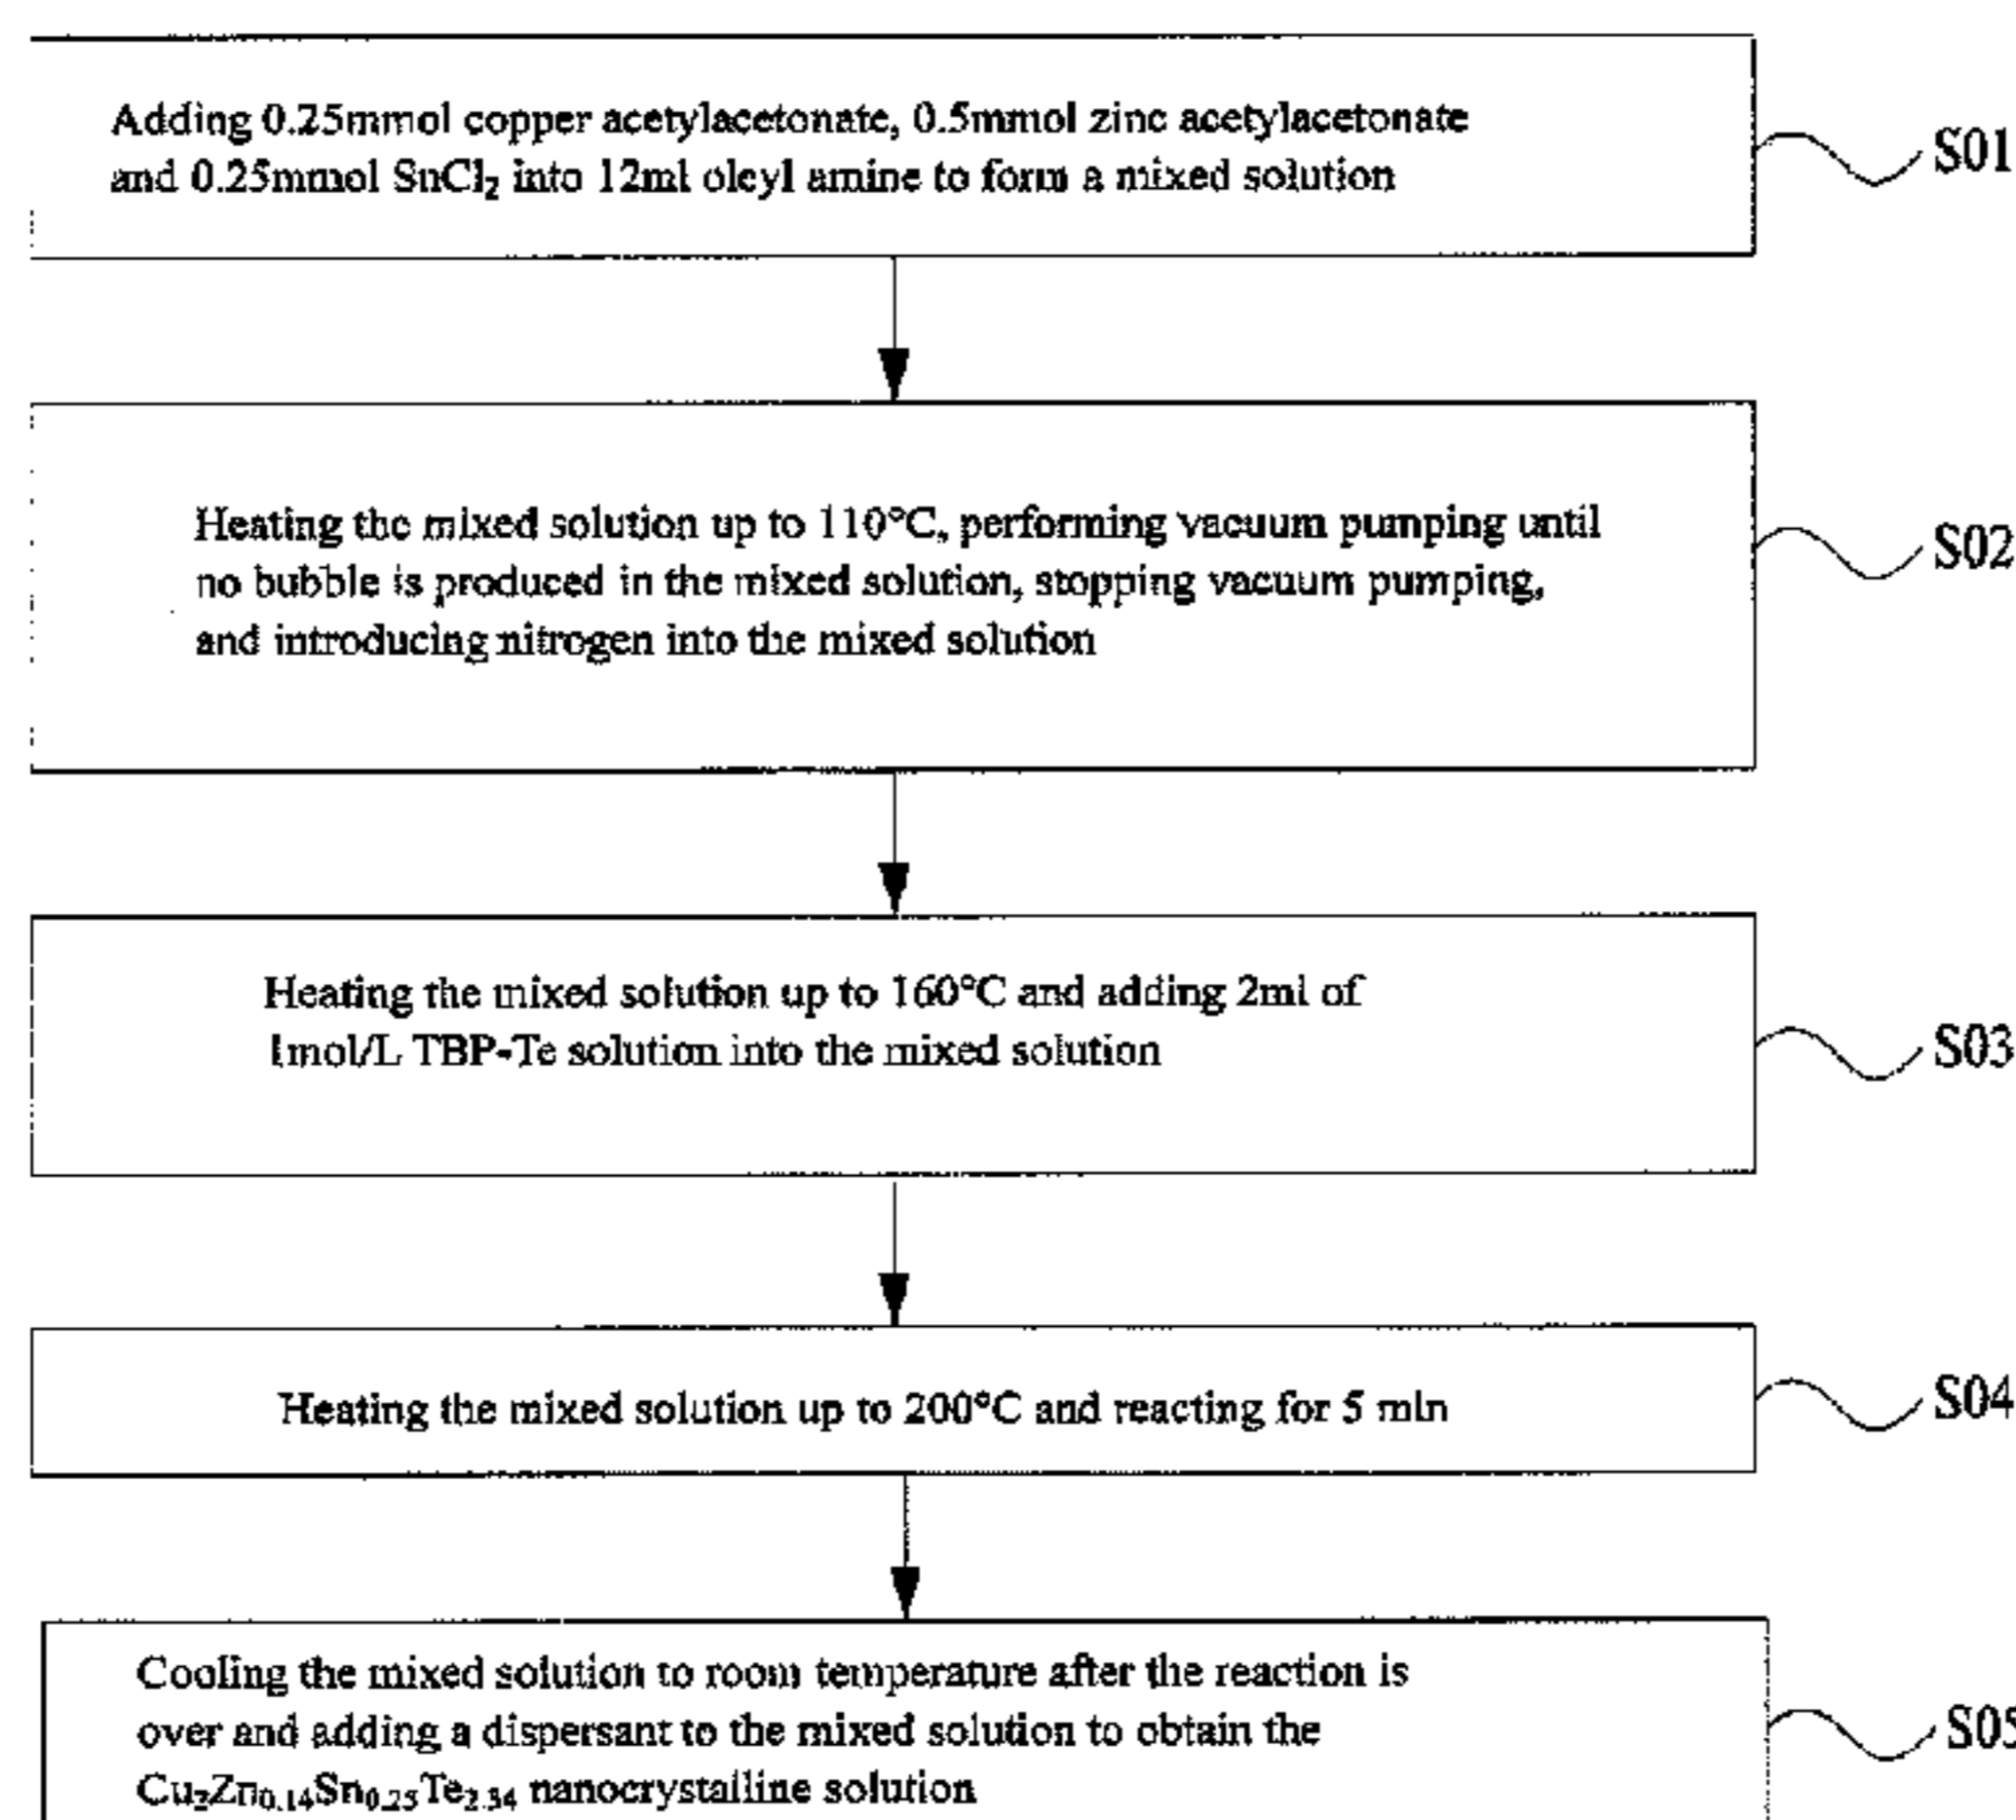 Adding 0.25mmol copper acetylacetonate, 0.5mmol zinc acetylacetonate
and 0.25mmol SnCl₂ into 12ml oleyl amine to form a mixed solution
S01
Heating the mixed solution up to 110°C, performing vacuum pumping until
no bubble is produced in the mixed solution, stopping vacuum pumping,
and introducing nitrogen into the mixed solution
S02
Heating the mixed solution up to 160°C and adding 2ml of
1mol/L TBP-Te solution into the mixed solution
S03
Heating the mixed solution up to 200°C and reacting for 5 min
S04
Cooling the mixed solution to room temperature after the reaction is
over and adding a dispersant to the mixed solution to obtain the
Cu₂Zn₀.₁₄Sn₀.₂₅Te₂.₃₄ nanocrystalline solution
S05